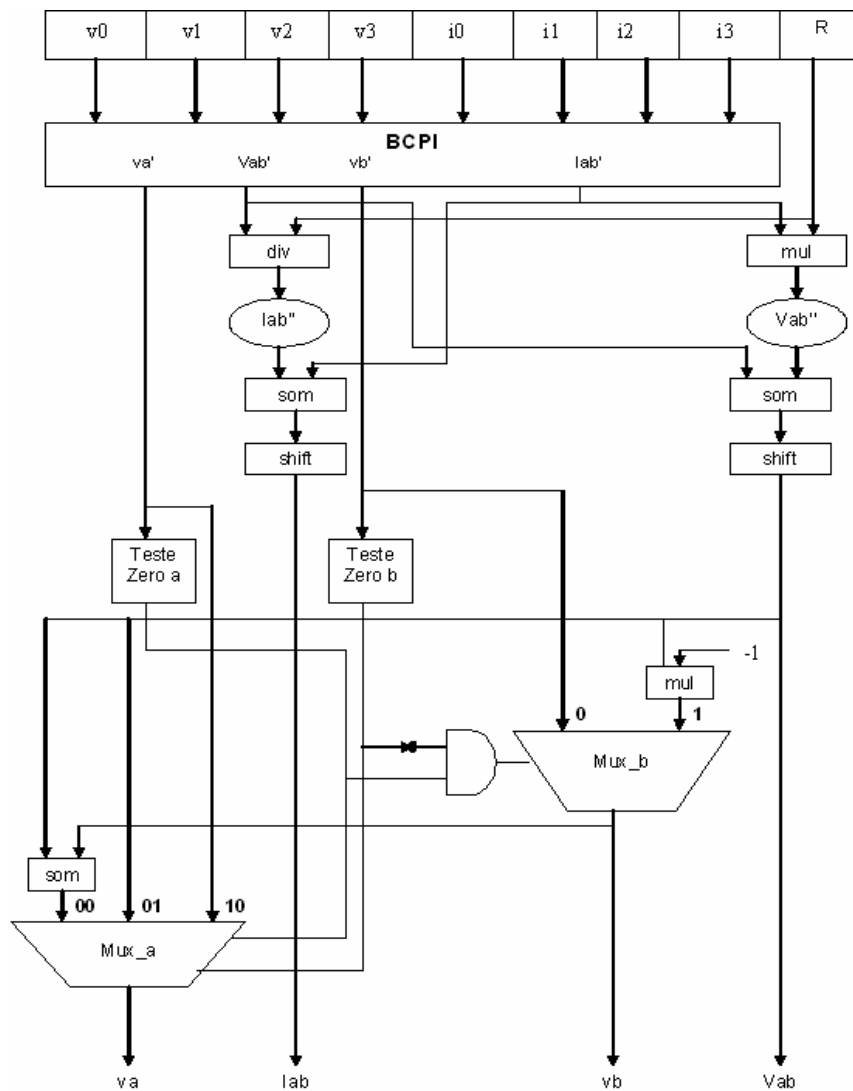 v0 v1 v2 v3 i0 i1 i2 i3 R
BCPI
va' Vab' vb' Iab'
div mul
Iab" Vab"
som som
shift shift
Teste Zero a
Teste Zero b
-1
mul
0 1
Mux_b
som
00 01 10
Mux_a
va Iab vb Vab